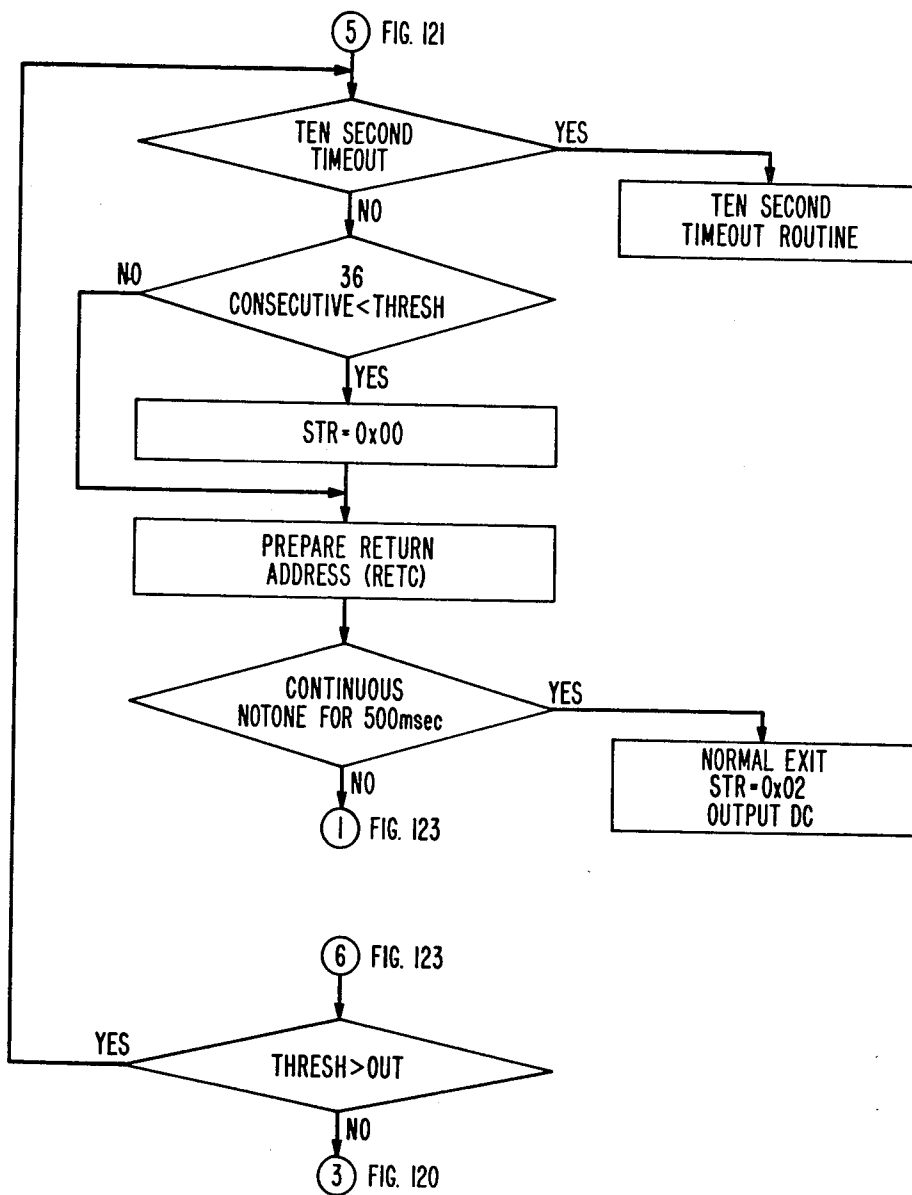 5 FIG. 121
TEN SECOND
TIMEOUT
YES
TEN SECOND
TIMEOUT ROUTINE
NO
NO
36
CONSECUTIVE<THRESH
YES
STR=0x00
PREPARE RETURN
ADDRESS (RETC)
CONTINUOUS
NOTONE FOR 500msec
YES
NORMAL EXIT
STR=0x02
OUTPUT DC
NO
1 FIG. 123
6 FIG. 123
YES
THRESH>OUT
NO
3 FIG. 120